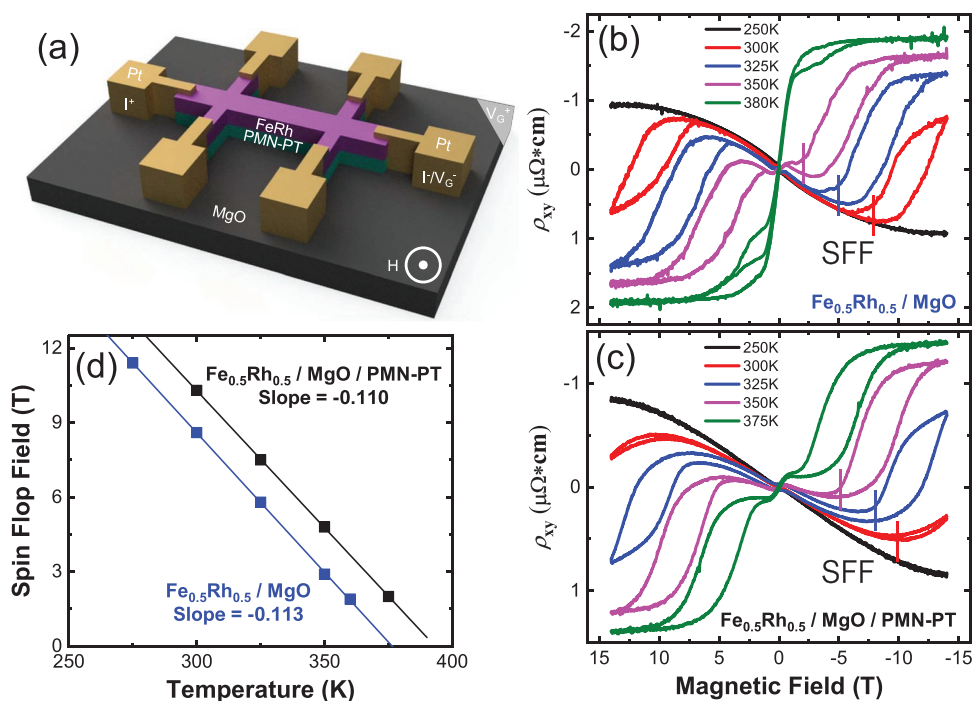 (a)
Pt
I⁺
FeRh
PMN-PT
V_G⁺
Pt
I⁻/V_G⁻
MgO
H
(b)
250K
300K
325K
350K
380K
-2
-1
0
1
2
ρ_xy (μΩ*cm)
SFF
Fe₀.₅Rh₀.₅ / MgO
(c)
250K
300K
325K
350K
375K
-1
0
1
ρ_xy (μΩ*cm)
SFF
Fe₀.₅Rh₀.₅ / MgO / PMN-PT
15 10 5 0 -5 -10 -15
Magnetic Field (T)
(d)
12
9
6
3
0
Spin Flop Field (T)
Fe₀.₅Rh₀.₅ / MgO / PMN-PT
Slope = -0.110
Fe₀.₅Rh₀.₅ / MgO
Slope = -0.113
250 300 350 400
Temperature (K)